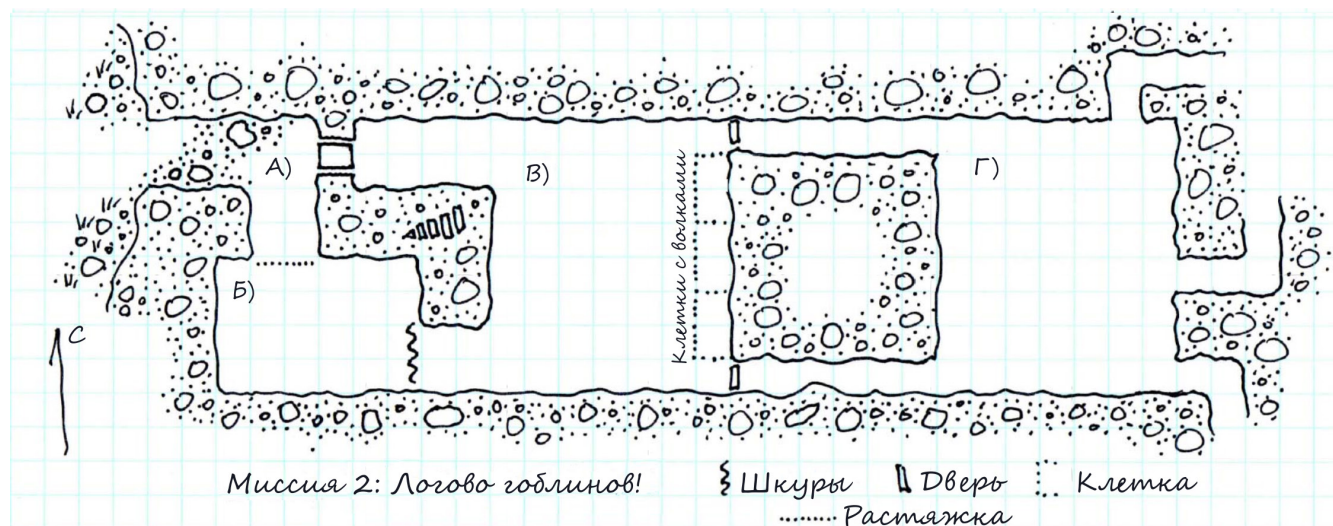 А)
В)
Г)
Клетки с волками
Б)
С
Миссия 2: Логово гоблинов!
Шкуры
Дверь
Клетка
Растяжка